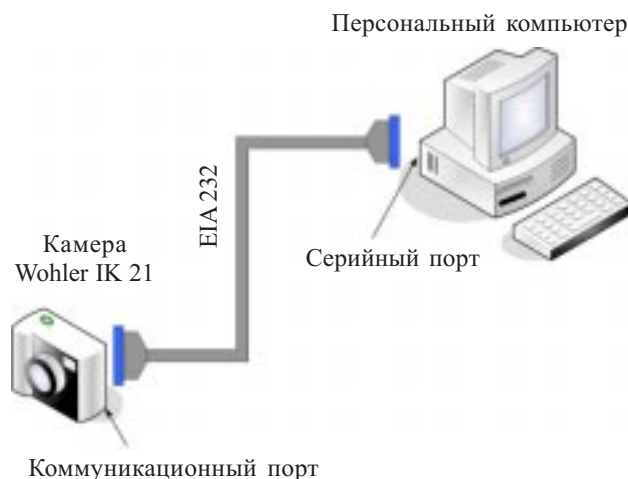 Персональный компьютер
EIA 232
Камера
Wohler IK 21
Серийный порт
Коммуникационный порт